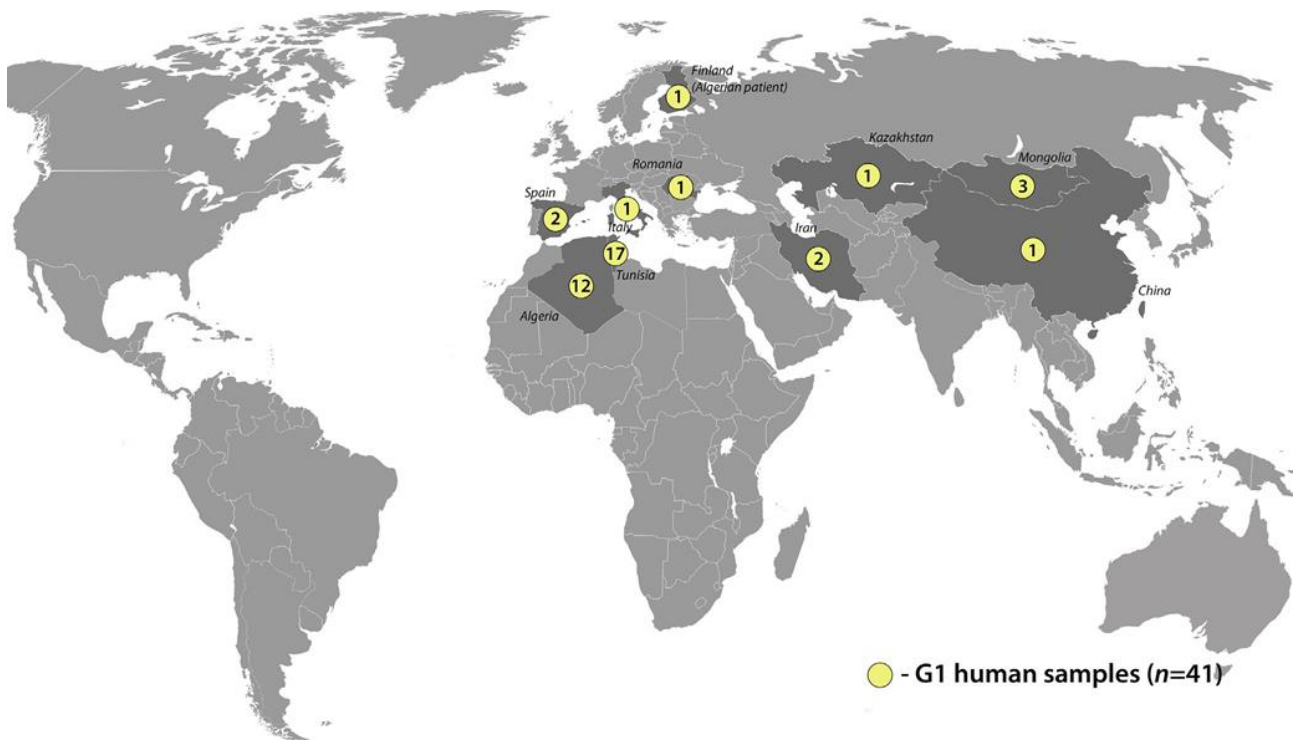 Finland
(Algerian patient)
1
Kazakhstan
Romania
Mongolia
1
3
1
Spain
2
1
Italy
Iran
17
2
1
Tunisia
12
China
Algeria
- G1 human samples (n=41)